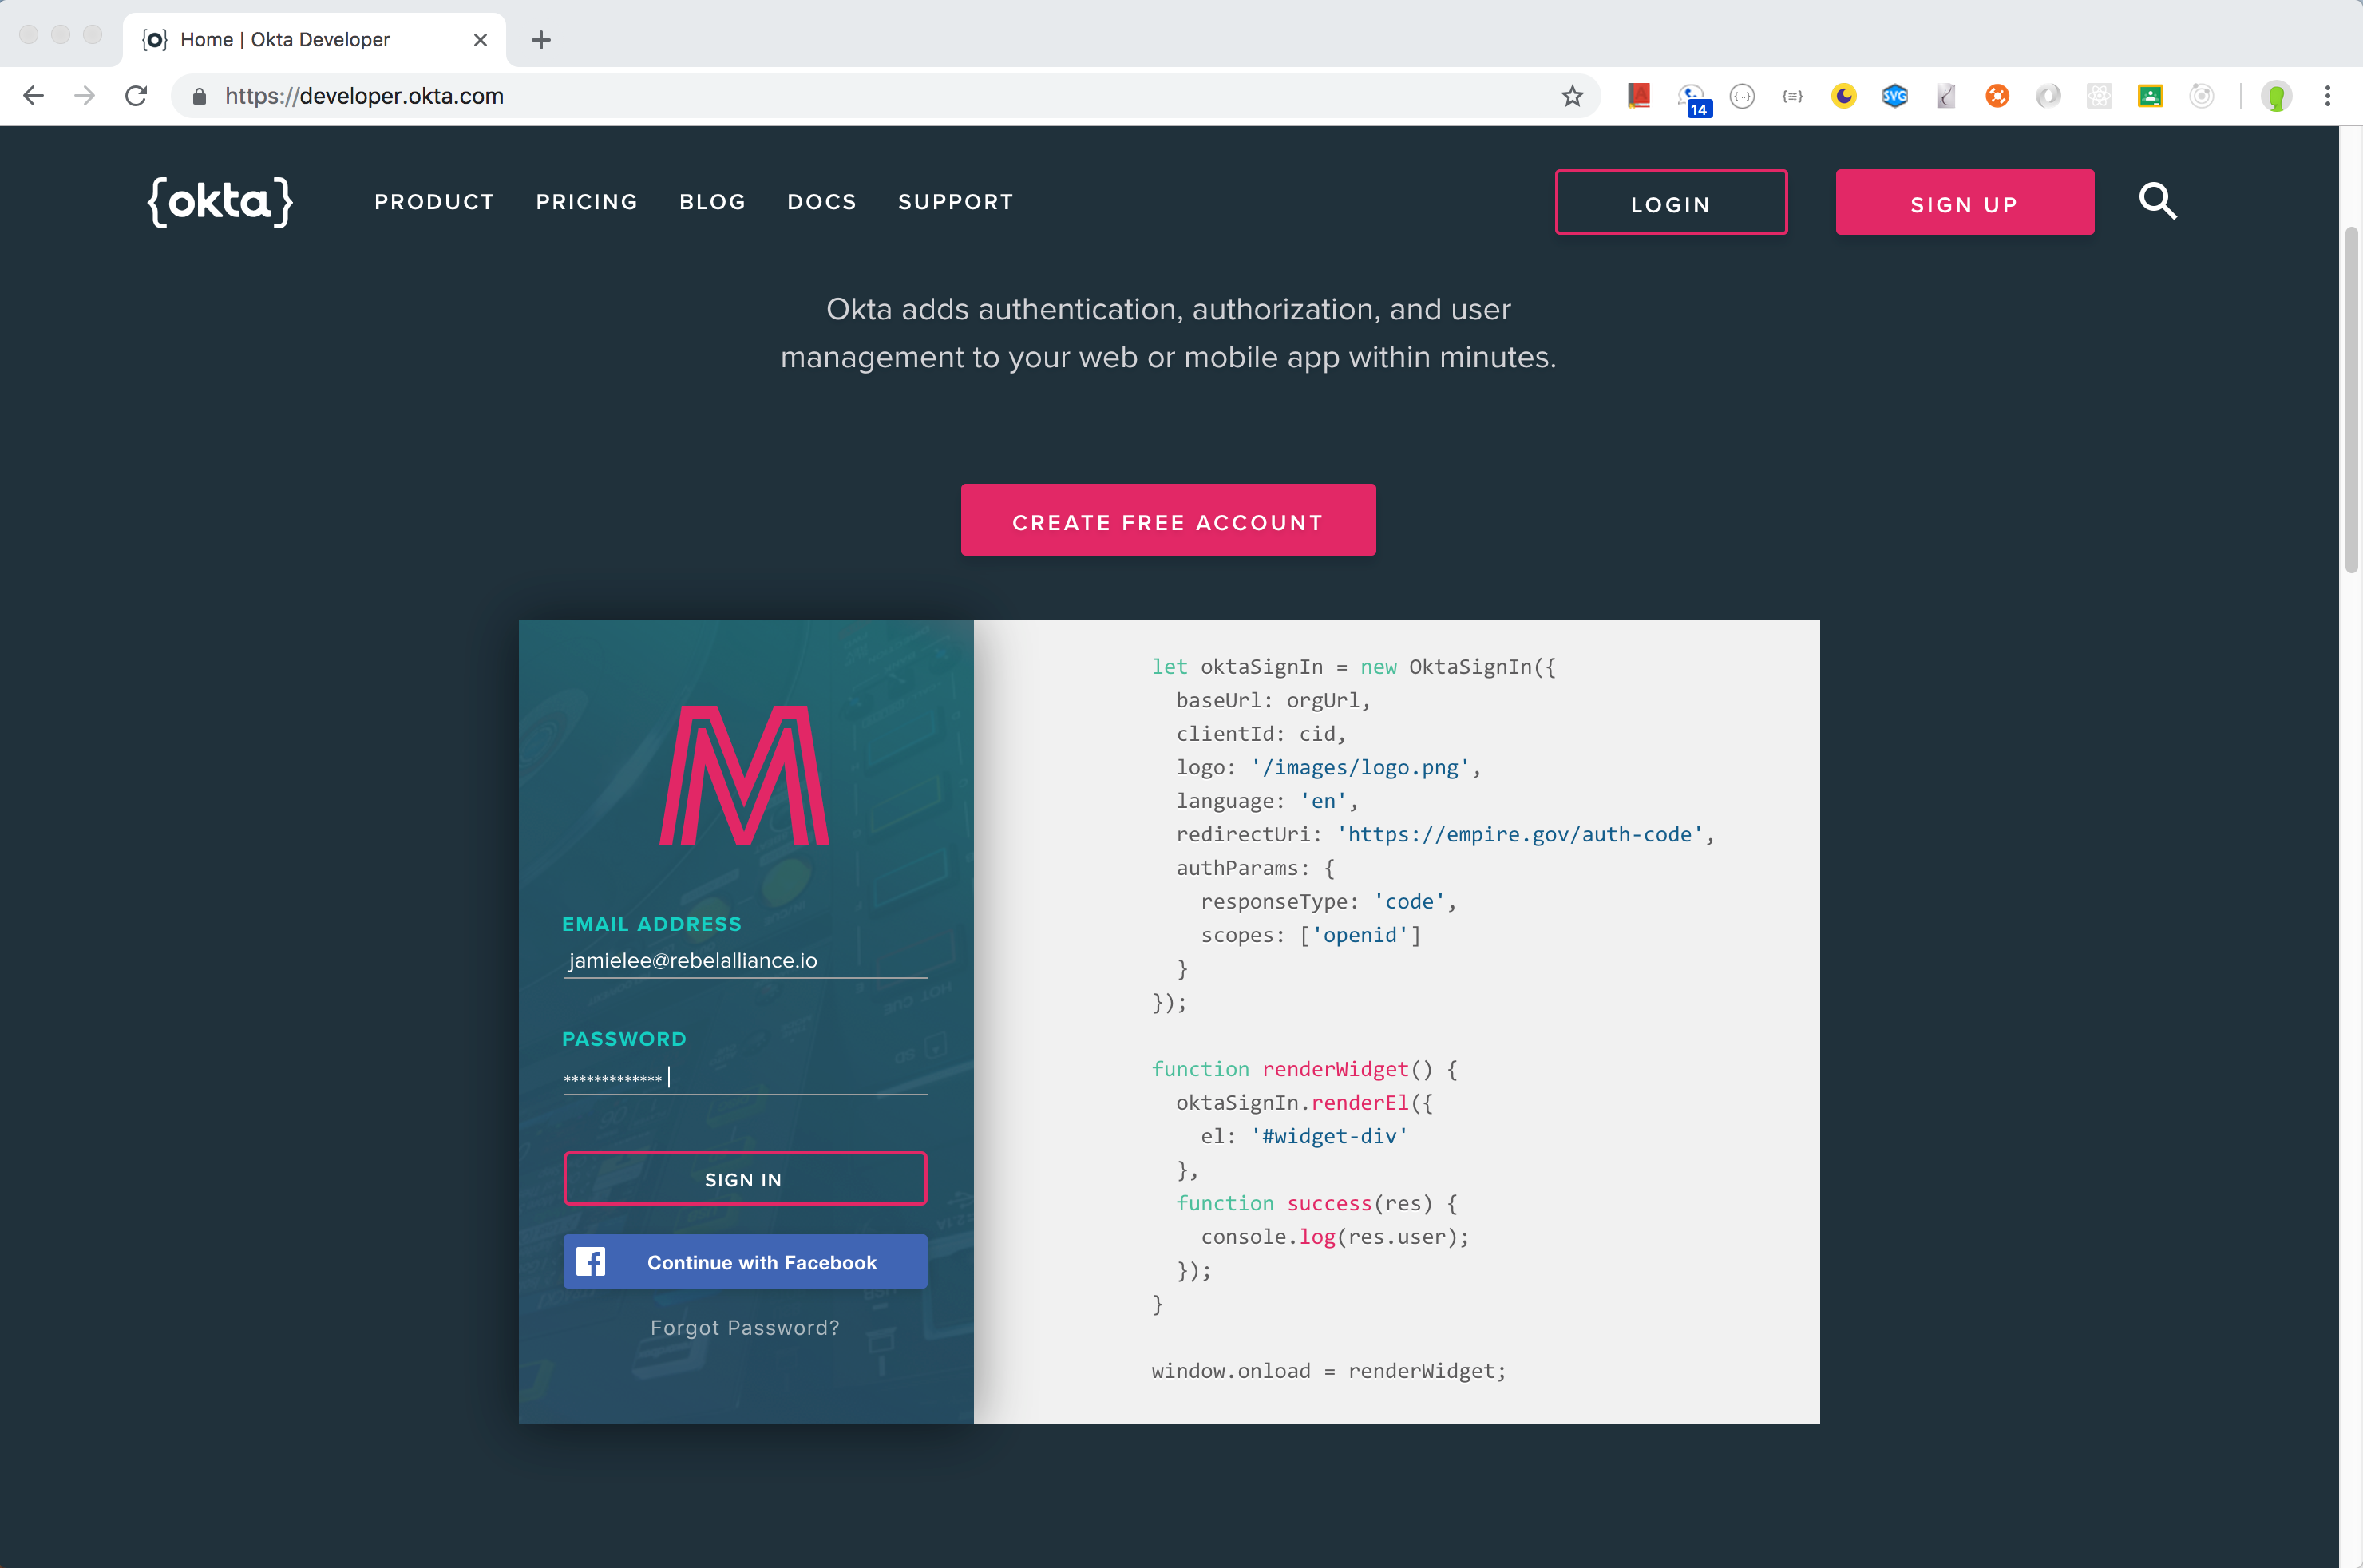 Home | Okta Developer
https://developer.okta.com
14
SVG
{okta}
PRODUCT PRICING BLOG DOCS SUPPORT
LOGIN
SIGN UP
Okta adds authentication, authorization, and user
management to your web or mobile app within minutes.
CREATE FREE ACCOUNT
M
EMAIL ADDRESS
jamielee@rebelalliance.io
PASSWORD
*************
SIGN IN
Continue with Facebook
Forgot Password?
HOT CUE
SD
USB
let oktaSignIn = new OktaSignIn({
  baseUrl: orgUrl,
  clientId: cid,
  logo: '/images/logo.png',
  language: 'en',
  redirectUri: 'https://empire.gov/auth-code',
  authParams: {
    responseType: 'code',
    scopes: ['openid']
  }
});
function renderWidget() {
  oktaSignIn.renderEl({
    el: '#widget-div'
  },
  function success(res) {
    console.log(res.user);
  });
}
window.onload = renderWidget;